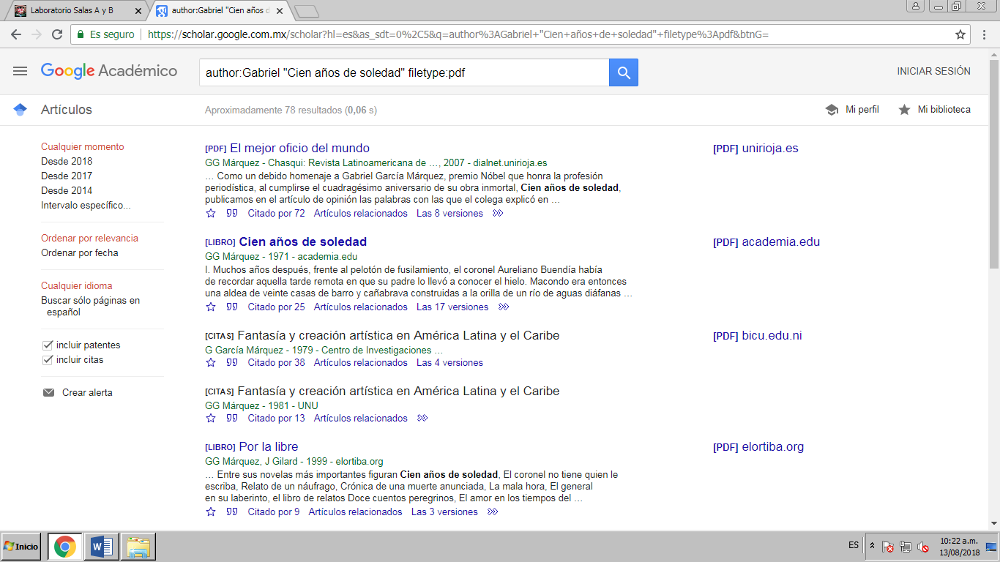 Laboratorio Salas A y B
author:Gabriel "Cien años d
Es seguro https://scholar.google.com.mx/scholar?hl=es&as_sdt=0%2C5&q=author%3AGabriel+"Cien+años+de+soledad"+filetype%3Apdf&btnG=
Google Académico
author:Gabriel "Cien años de soledad" filetype:pdf
INICIAR SESIÓN
Artículos
Aproximadamente 78 resultados (0,06 s)
Mi perfil
Mi biblioteca
Cualquier momento
Desde 2018
Desde 2017
Desde 2014
Intervalo específico...
Ordenar por relevancia
Ordenar por fecha
Cualquier idioma
Buscar sólo páginas en
español
incluir patentes
incluir citas
Crear alerta
[PDF] El mejor oficio del mundo
GG Márquez - Chasqui: Revista Latinoamericana de …, 2007 - dialnet.unirioja.es
… Como un debido homenaje a Gabriel García Márquez, premio Nóbel que honra la profesión
periodística, al cumplirse el cuadragésimo aniversario de su obra inmortal, Cien años de soledad,
publicamos en el artículo de opinión las palabras con las que el colega explicó en …
Citado por 72 Artículos relacionados Las 8 versiones
[PDF] unirioja.es
[LIBRO] Cien años de soledad
GG Márquez - 1971 - academia.edu
I. Muchos años después, frente al pelotón de fusilamiento, el coronel Aureliano Buendía había
de recordar aquella tarde remota en que su padre lo llevó a conocer el hielo. Macondo era entonces
una aldea de veinte casas de barro y cañabrava construidas a la orilla de un río de aguas diáfanas …
Citado por 25 Artículos relacionados Las 17 versiones
[PDF] academia.edu
[CITAS] Fantasía y creación artística en América Latina y el Caribe
G García Márquez - 1979 - Centro de Investigaciones …
Citado por 38 Artículos relacionados Las 4 versiones
[PDF] bicu.edu.ni
[CITAS] Fantasía y creación artística en América Latina y el Caribe
GG Márquez - 1981 - UNU
Citado por 13 Artículos relacionados
[LIBRO] Por la libre
GG Márquez, J Gilard - 1999 - elortiba.org
… Entre sus novelas más importantes figuran Cien años de soledad, El coronel no tiene quien le
escriba, Relato de un náufrago, Crónica de una muerte anunciada, La mala hora, El general
en su laberinto, el libro de relatos Doce cuentos peregrinos, El amor en los tiempos del …
Citado por 9 Artículos relacionados Las 3 versiones
[PDF] elortiba.org
Inicio
ES
10:22 a.m.
13/08/2018